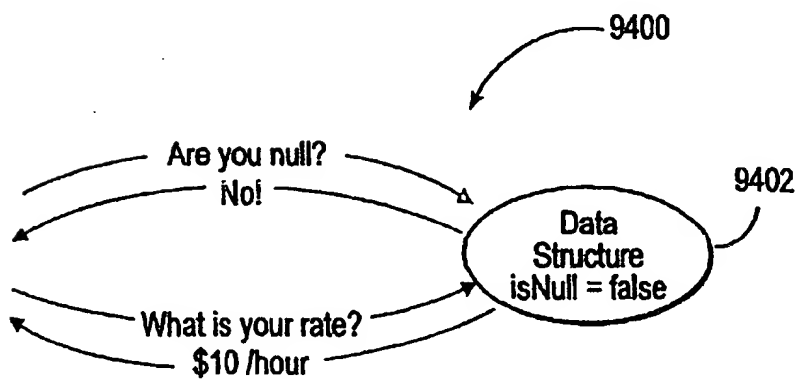 9400
Are you null?
No!
9402
Data
Structure
isNull = false
What is your rate?
$10 /hour